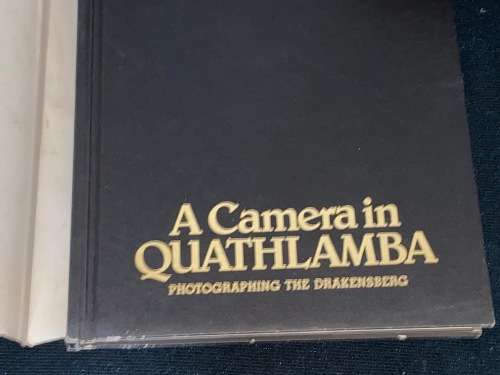 A Camera in
QUATHLAMBA
PHOTOGRAPHING THE DRAKENSBERG